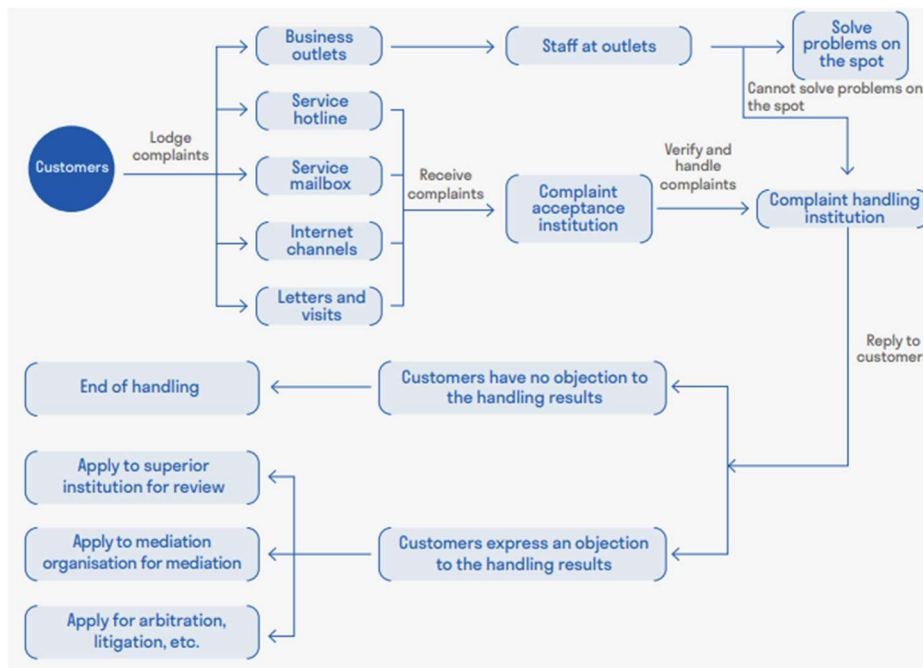 Business
outlets
Staff at outlets
Solve
problems on
the spot
Cannot solve problems on
the spot
Service
hotline
Customers
Lodge
complaints
Service
mailbox
Receive
complaints
Complaint
acceptance
institution
Verify and
handle
complaints
Complaint handling
institution
Internet
channels
Letters and
visits
Reply to
customer
End of handling
Customers have no objection to
the handling results
Apply to superior
institution for review
Apply to mediation
organisation for mediation
Customers express an objection
to the handling results
Apply for arbitration,
litigation, etc.